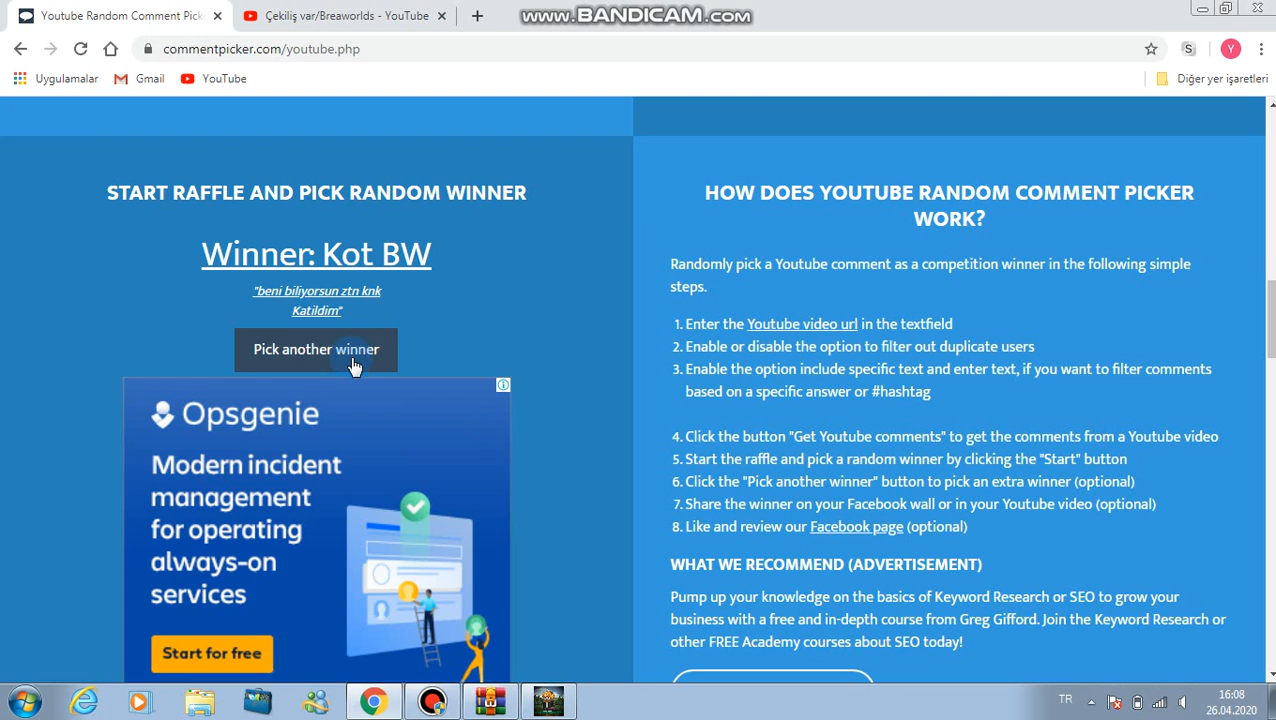 Youtube Random Comment Pick
Çekiliş var/Breaworlds - YouTube
www.BANDICAM.com
commentpicker.com/youtube.php
S
Y
Uygulamalar
Gmail
YouTube
Diğer yer işaretleri
START RAFFLE AND PICK RANDOM WINNER
Winner: Kot BW
"beni biliyorsun ztn knk
Katildim"
Pick another winner
Opsgenie
Modern incident
management
for operating
always-on
services
Start for free
HOW DOES YOUTUBE RANDOM COMMENT PICKER
WORK?
Randomly pick a Youtube comment as a competition winner in the following simple
steps.
1. Enter the Youtube video url in the textfield
2. Enable or disable the option to filter out duplicate users
3. Enable the option include specific text and enter text, if you want to filter comments
based on a specific answer or #hashtag
4. Click the button "Get Youtube comments" to get the comments from a Youtube video
5. Start the raffle and pick a random winner by clicking the "Start" button
6. Click the "Pick another winner" button to pick an extra winner (optional)
7. Share the winner on your Facebook wall or in your Youtube video (optional)
8. Like and review our Facebook page (optional)
WHAT WE RECOMMEND (ADVERTISEMENT)
Pump up your knowledge on the basics of Keyword Research or SEO to grow your
business with a free and in-depth course from Greg Gifford. Join the Keyword Research or
other FREE Academy courses about SEO today!
TR
16:08
26.04.2020